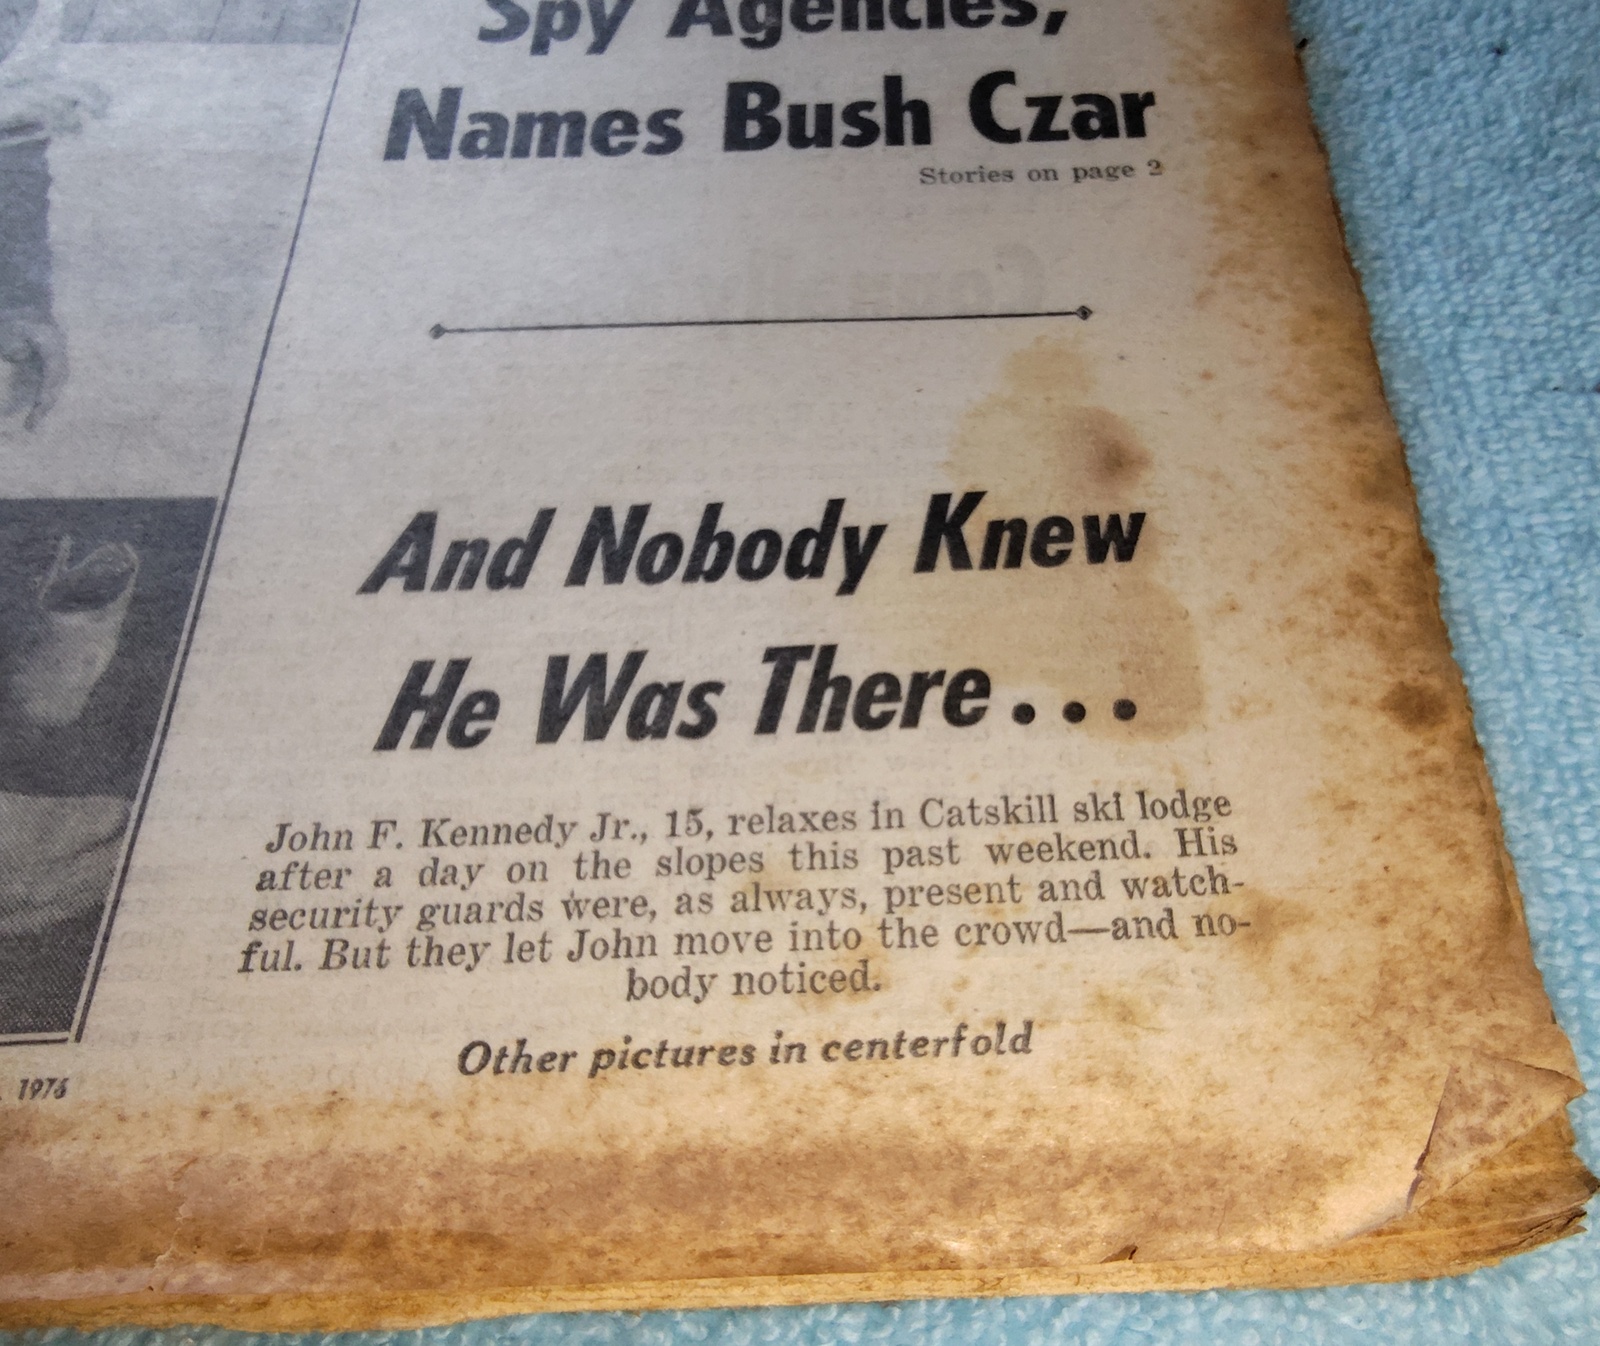 Spy Agencies,
Names Bush Czar
Stories on page 2
And Nobody Knew
He Was There...
John F. Kennedy Jr., 15, relaxes in Catskill ski lodge
after a day on the slopes this past weekend. His
security guards were, as always, present and watch-
ful. But they let John move into the crowd—and no-
body noticed.
Other pictures in centerfold
1976